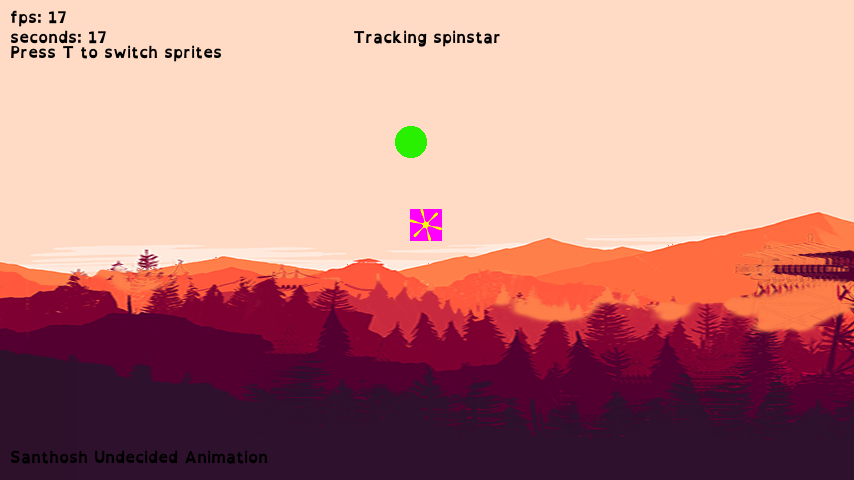 fps: 17
seconds: 17
Tracking spinstar
Press T to switch sprites
Santhosh Undecided Animation